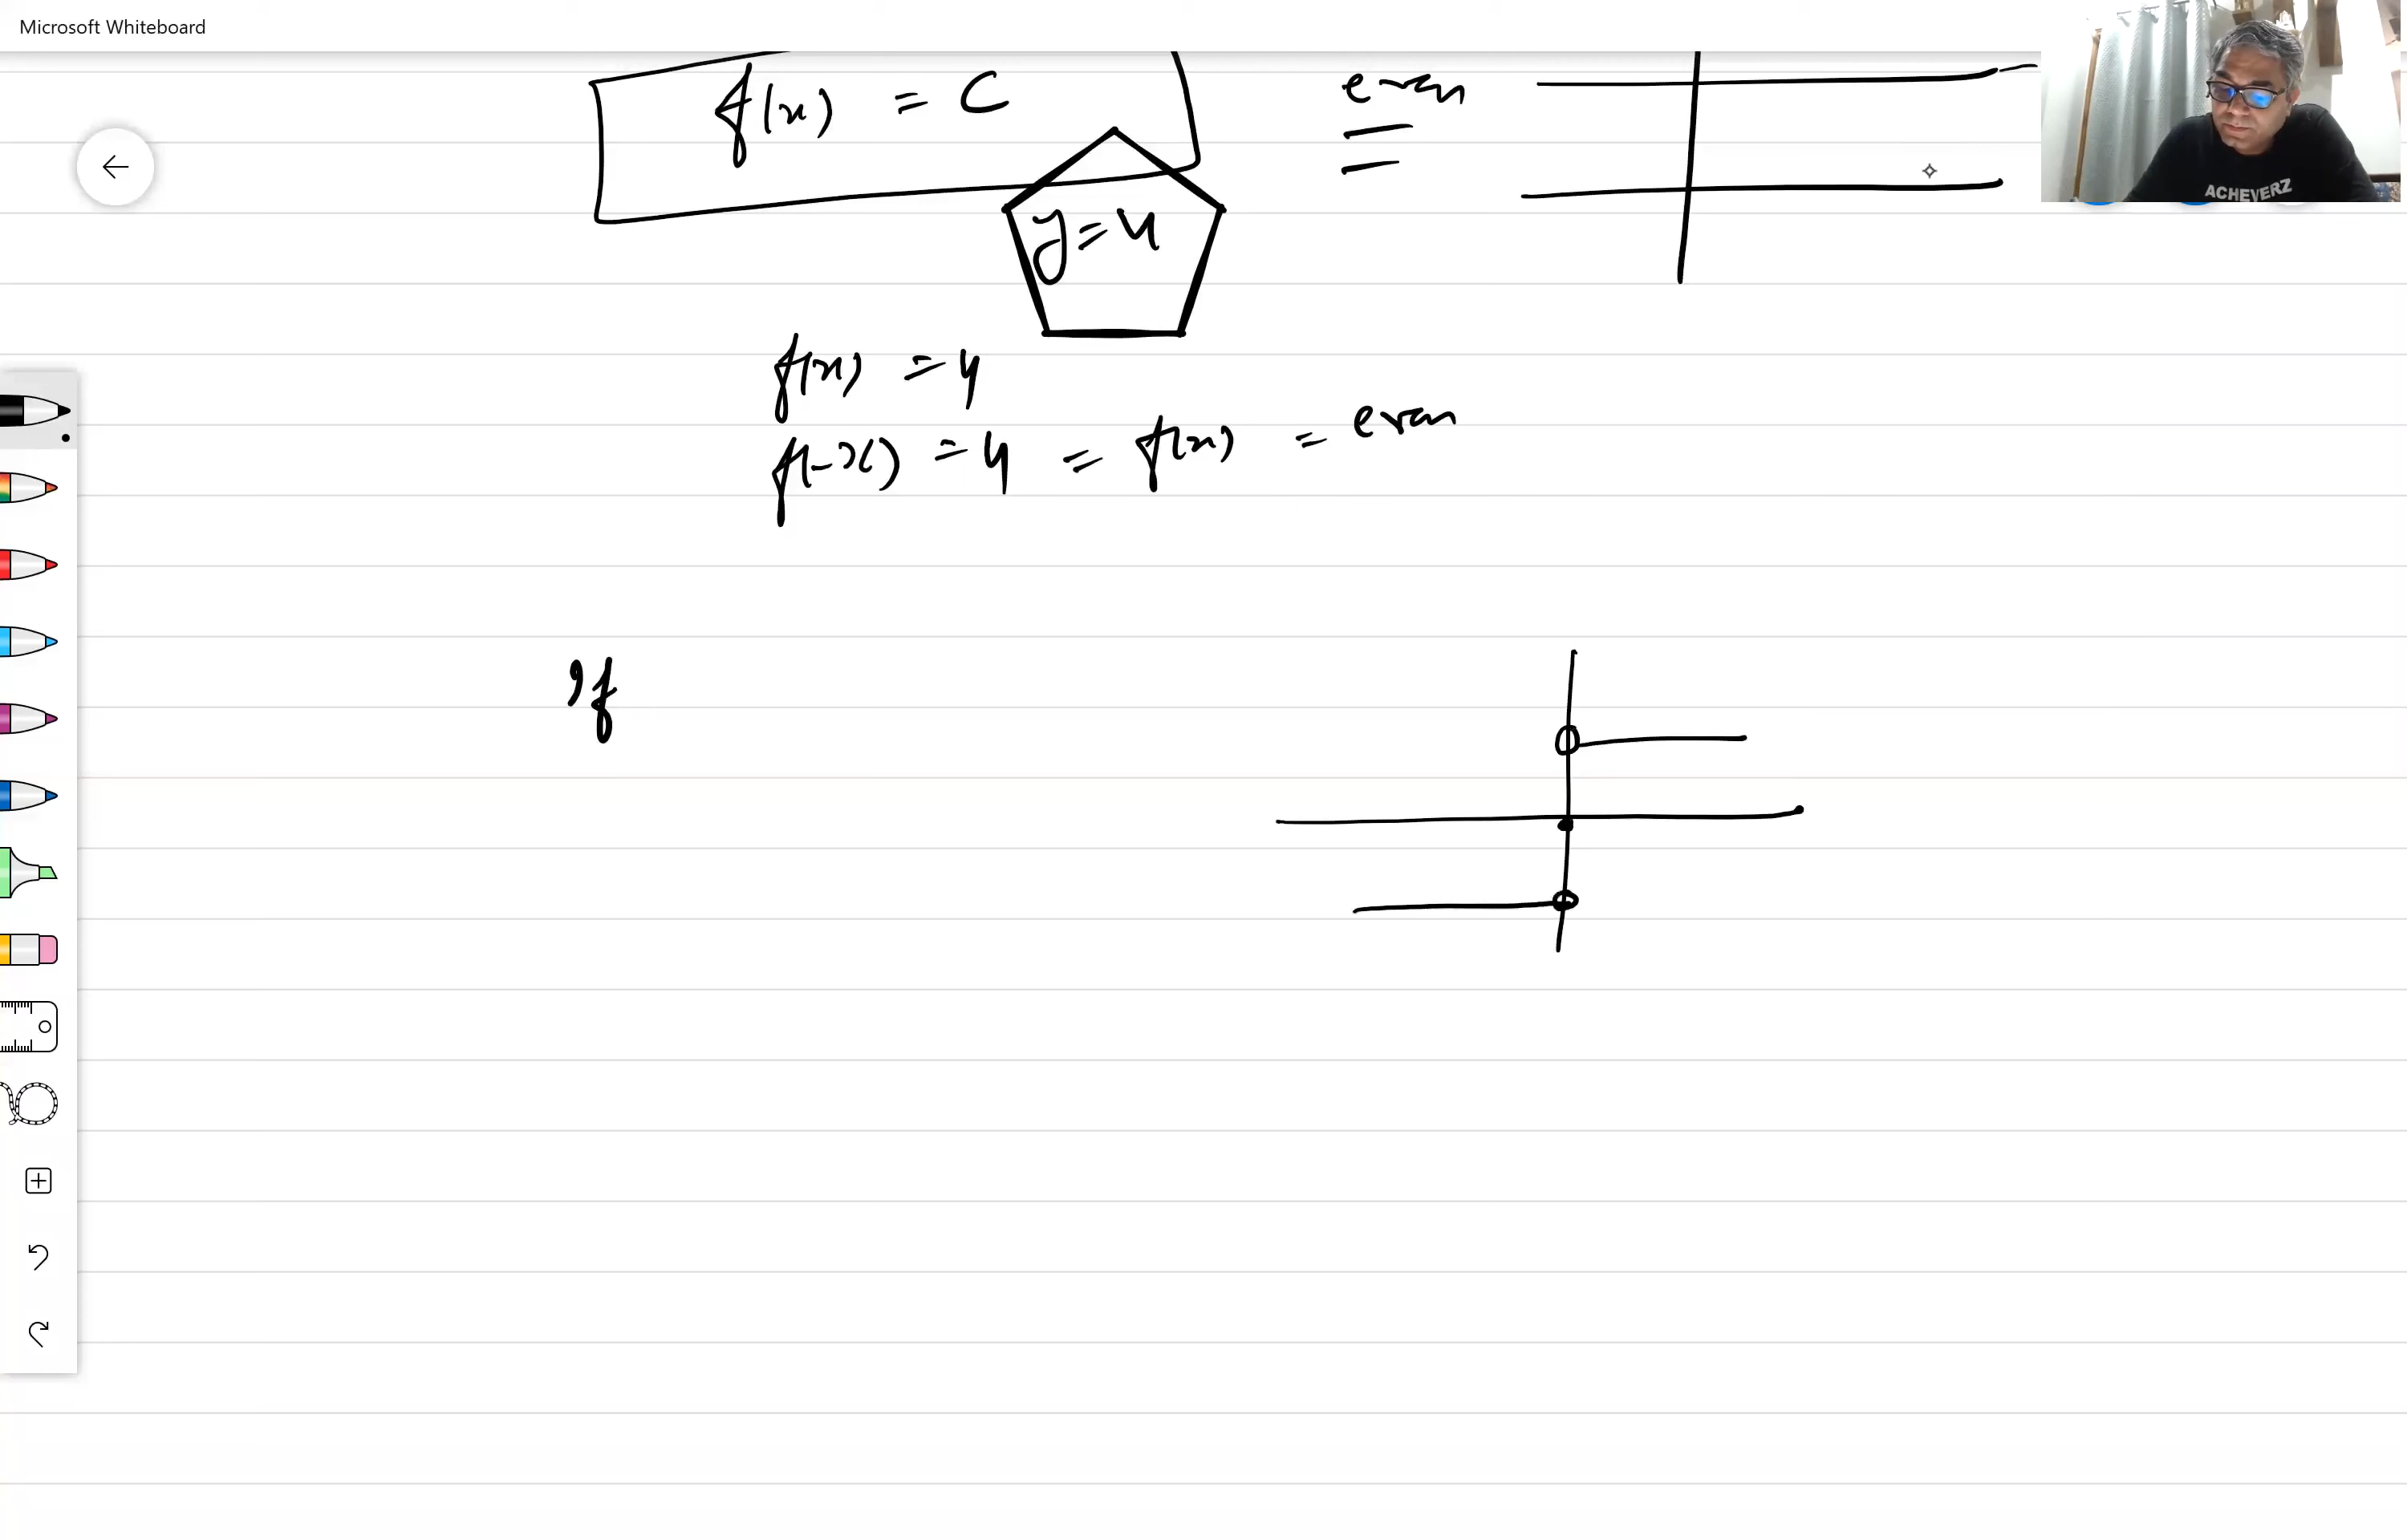 Microsoft Whiteboard
f(x) = C
even
y = 4
ACHEVERZ
f(x) = 4
f(-x) = 4 = f(x) = even
If